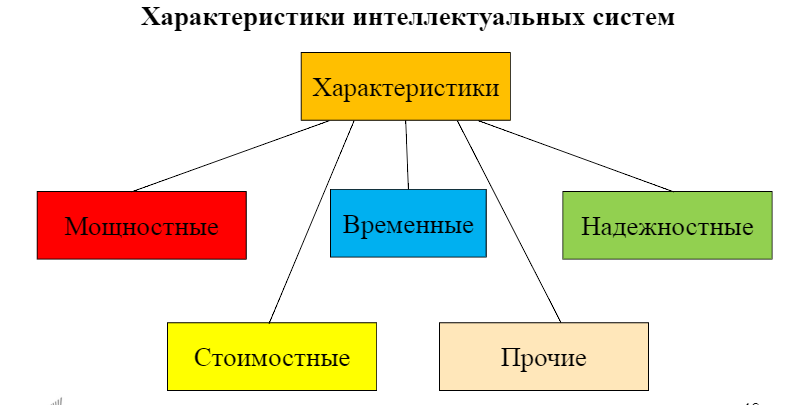 Характеристики интеллектуальных систем
Характеристики
Мощностные
Временные
Надежностные
Стоимостные
Прочие